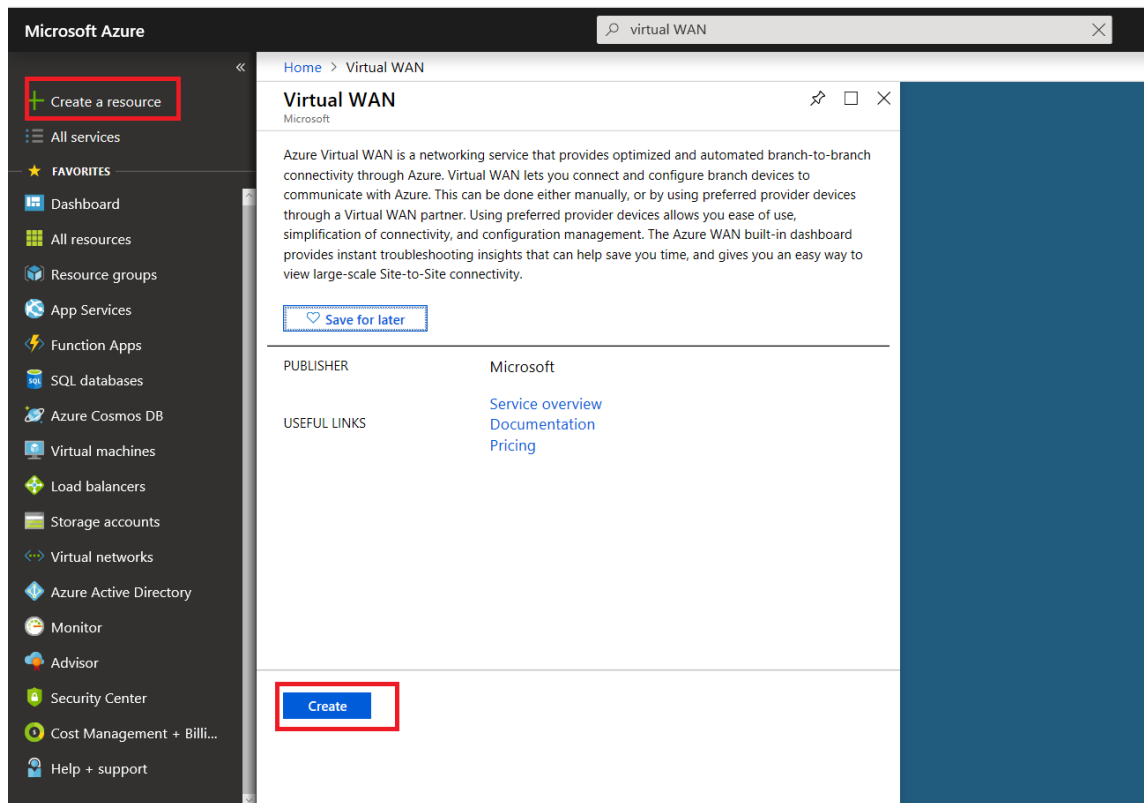 Microsoft Azure
virtual WAN
Create a resource
All services
FAVORITES
Dashboard
All resources
Resource groups
App Services
Function Apps
SQL
SQL databases
Azure Cosmos DB
Virtual machines
Load balancers
Storage accounts
Virtual networks
Azure Active Directory
Monitor
Advisor
Security Center
Cost Management + Billi...
Help + support
Home > Virtual WAN
Virtual WAN
Microsoft
Azure Virtual WAN is a networking service that provides optimized and automated branch-to-branch
connectivity through Azure. Virtual WAN lets you connect and configure branch devices to
communicate with Azure. This can be done either manually, or by using preferred provider devices
through a Virtual WAN partner. Using preferred provider devices allows you ease of use,
simplification of connectivity, and configuration management. The Azure WAN built-in dashboard
provides instant troubleshooting insights that can help save you time, and gives you an easy way to
view large-scale Site-to-Site connectivity.
Save for later
PUBLISHER
Microsoft
USEFUL LINKS
Service overview
Documentation
Pricing
Create